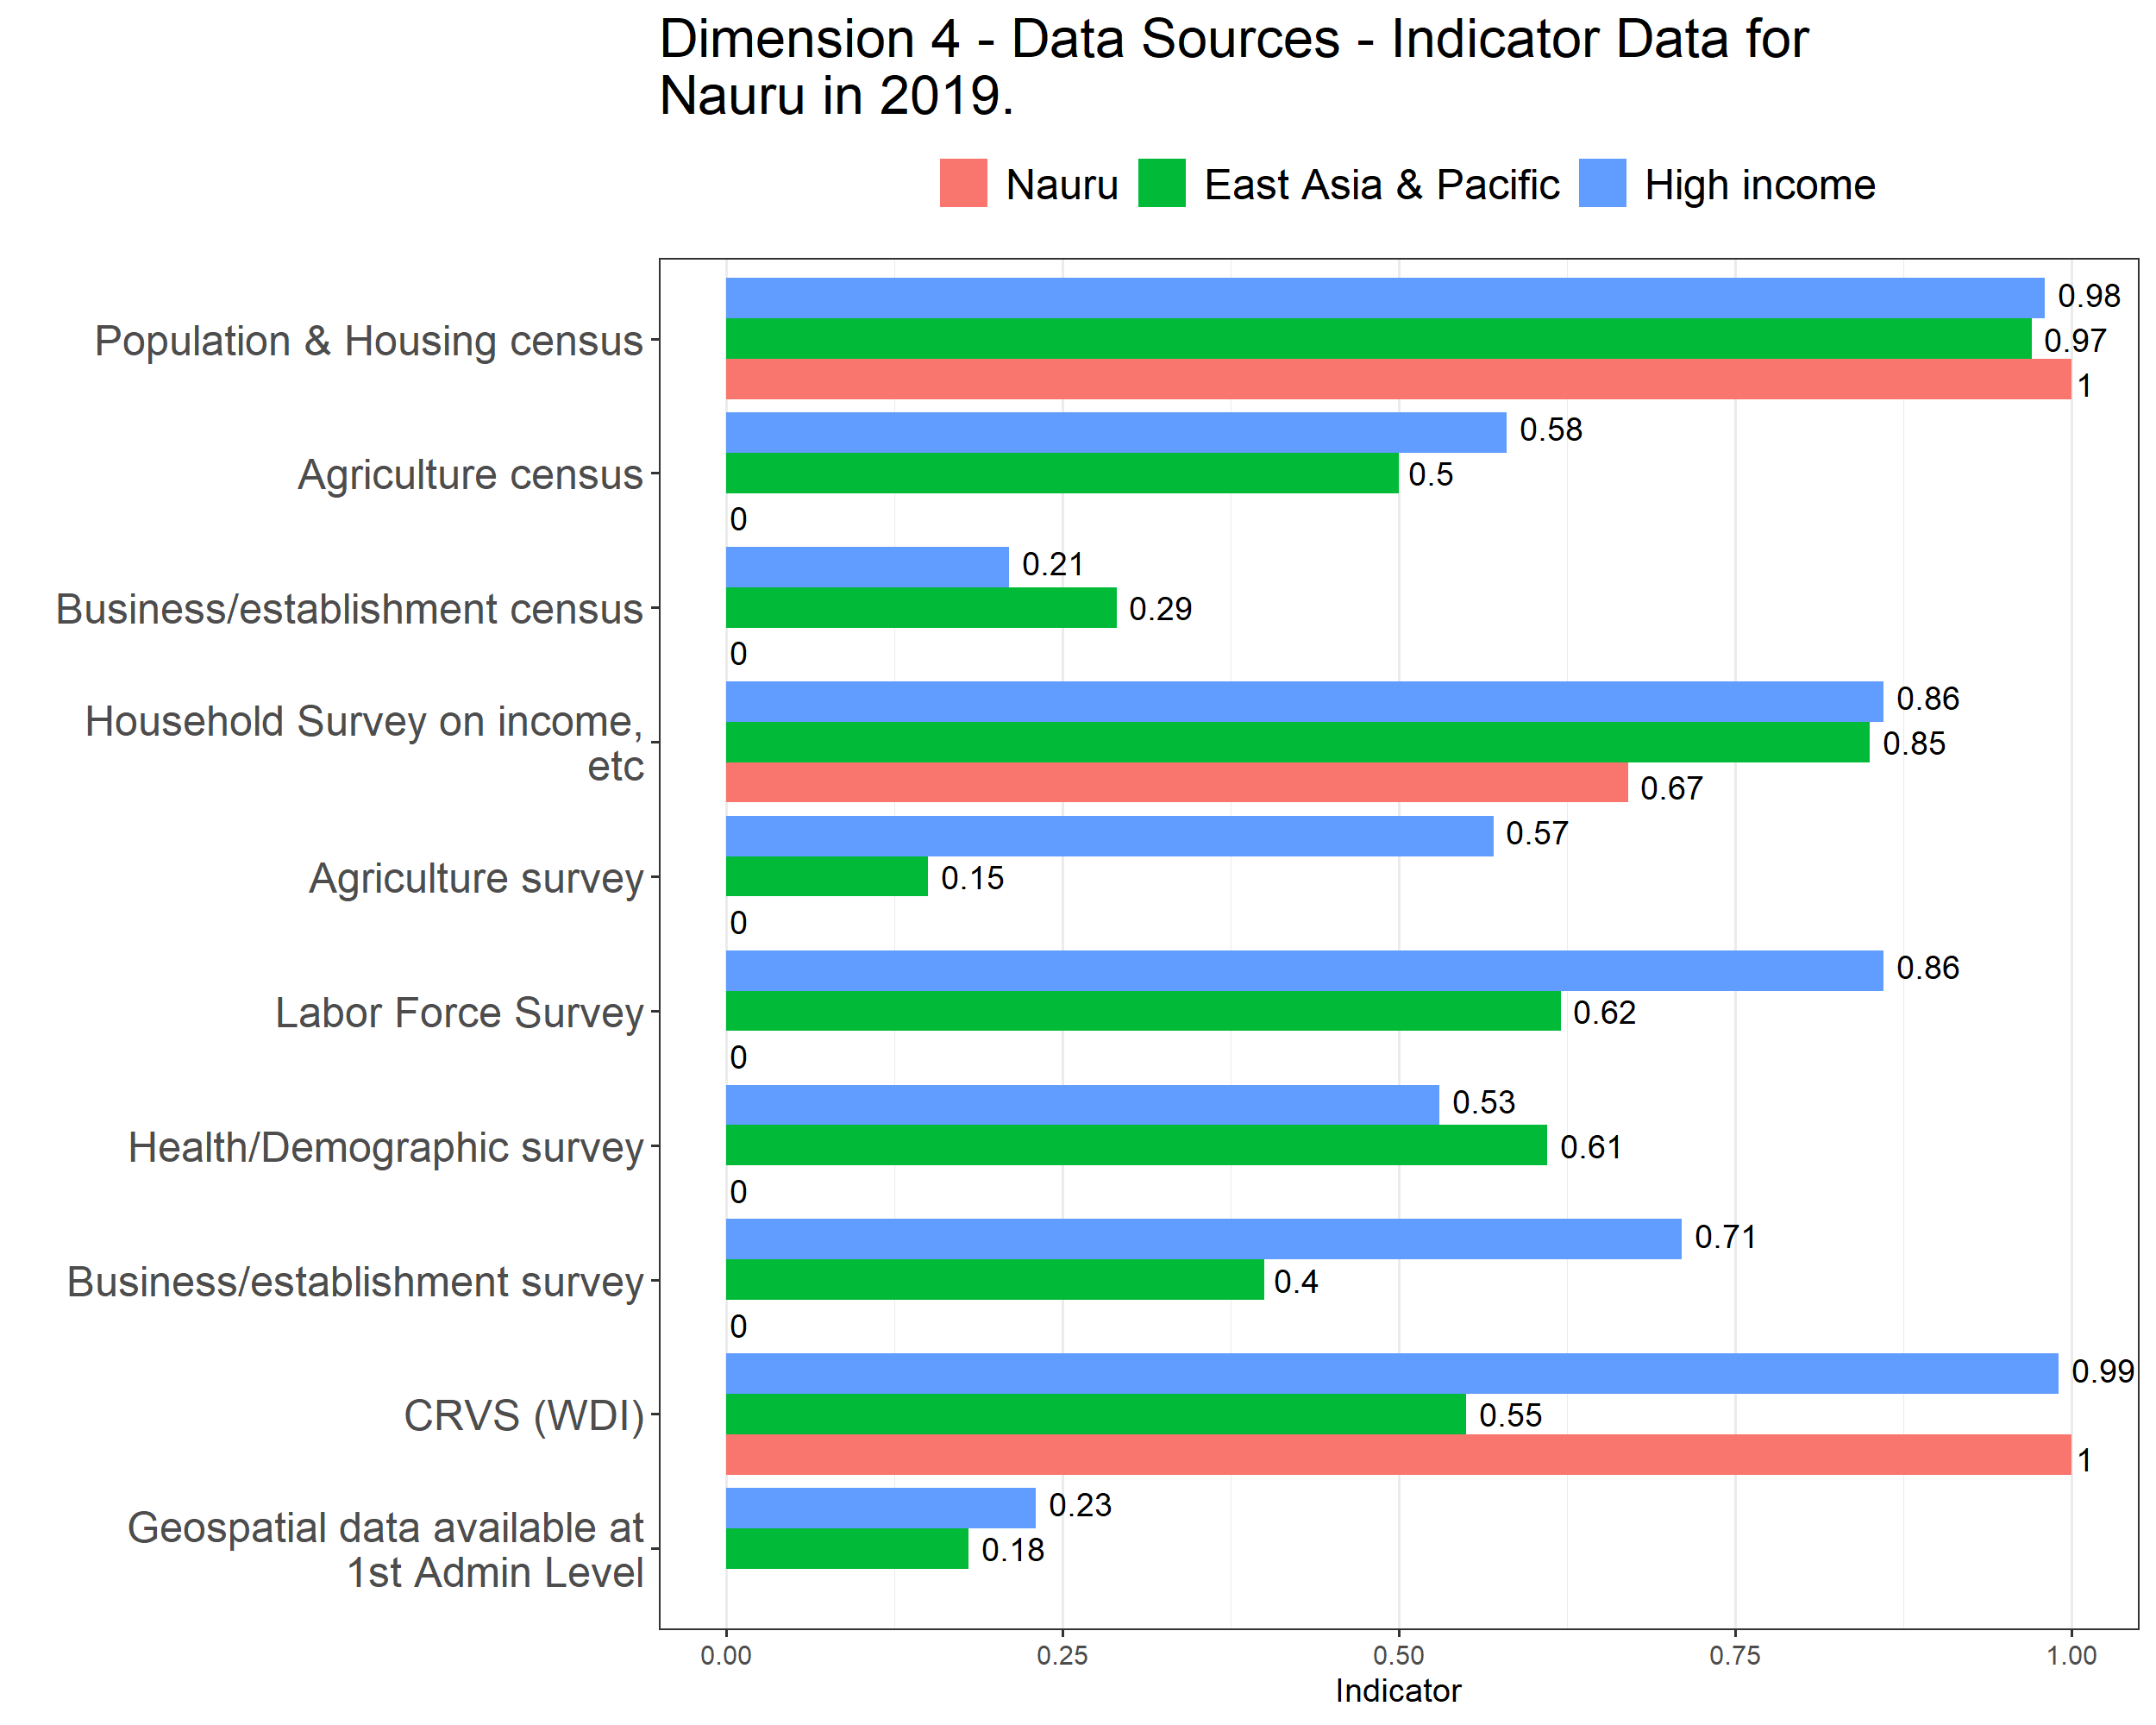 Dimension 4 - Data Sources - Indicator Data for
Nauru in 2019.
Nauru East Asia & Pacific High income
Population & Housing census
0.98
0.97
1
Agriculture census
0.58
0.5
0
Business/establishment census
0.21
0.29
0
Household Survey on income,
etc
0.86
0.85
0.67
Agriculture survey
0.57
0.15
0
Labor Force Survey
0.86
0.62
0
Health/Demographic survey
0.53
0.61
0
Business/establishment survey
0.71
0.4
0
CRVS (WDI)
0.99
0.55
1
Geospatial data available at
1st Admin Level
0.23
0.18
0.00 0.25 0.50 0.75 1.00
Indicator